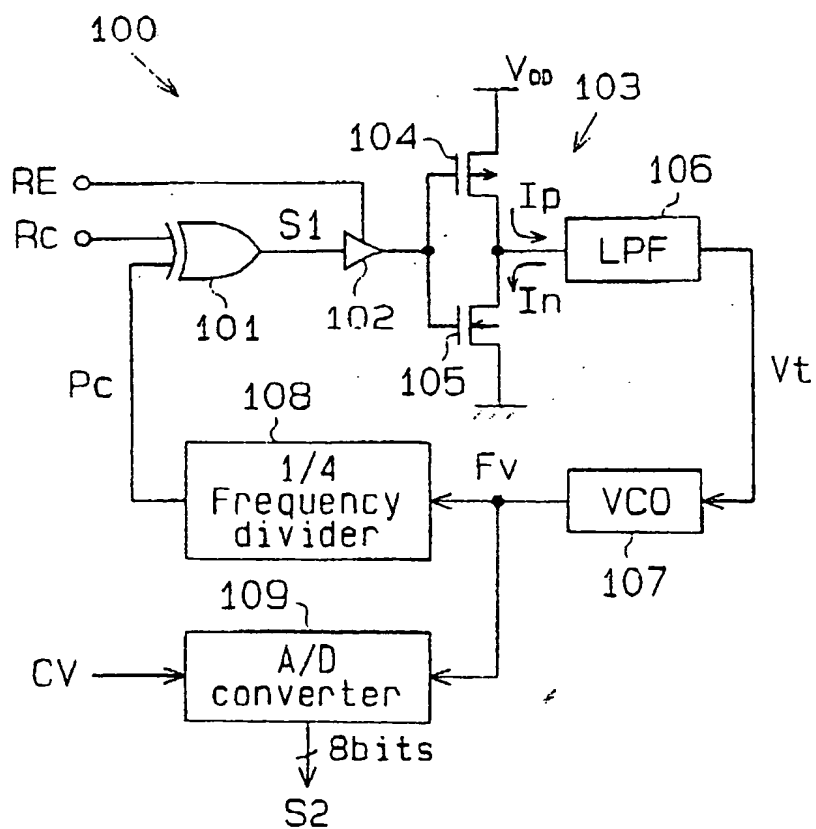 100
VDD
103
104
RE
106
Rc
S1
Ip
LPF
101
102
In
105
Pc
Vt
108
1/4
Frequency
divider
Fv
VCO
107
109
A/D
converter
CV
8bits
S2